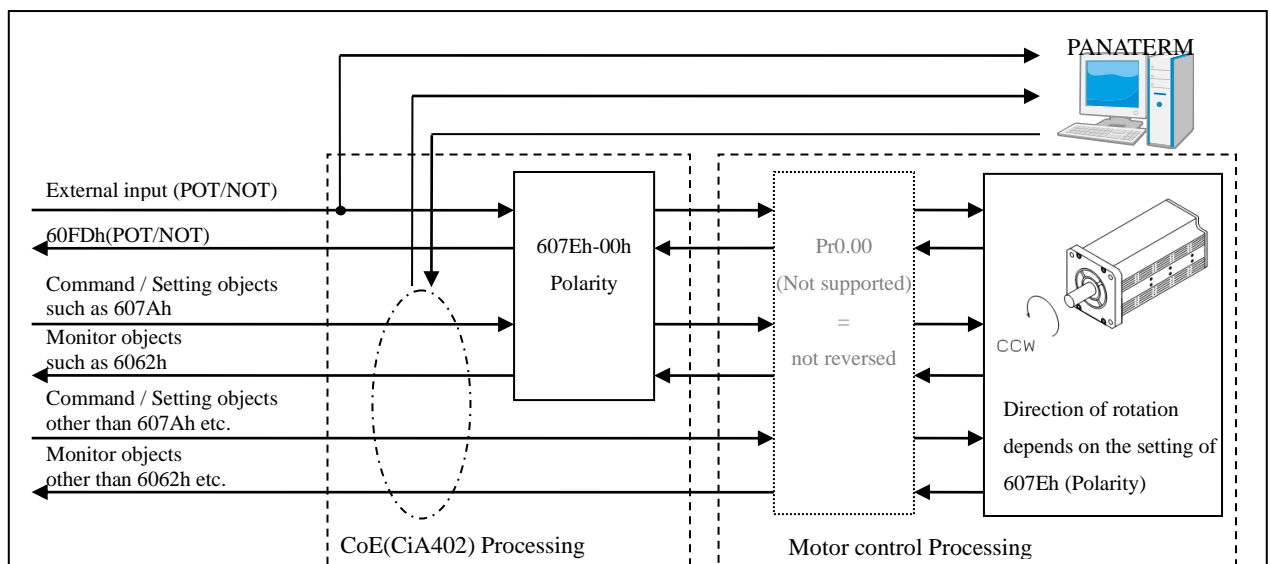 PANATERM
External input (POT/NOT)
60FDh(POT/NOT)
Command / Setting objects
such as 607Ah
Monitor objects
such as 6062h
Command / Setting objects
other than 607Ah etc.
Monitor objects
other than 6062h etc.
607Eh-00h
Polarity
CoE(CiA402) Processing
Pr0.00
(Not supported)
=
not reversed
CCW
Direction of rotation
depends on the setting of
607Eh (Polarity)
Motor control Processing